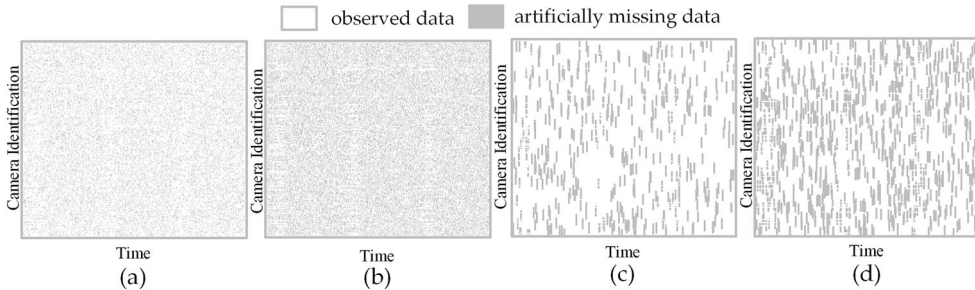 observed data artificially missing data
Camera Identification
Time
(a)
Camera Identification
Time
(b)
Camera Identification
Time
(c)
Camera Identification
Time
(d)